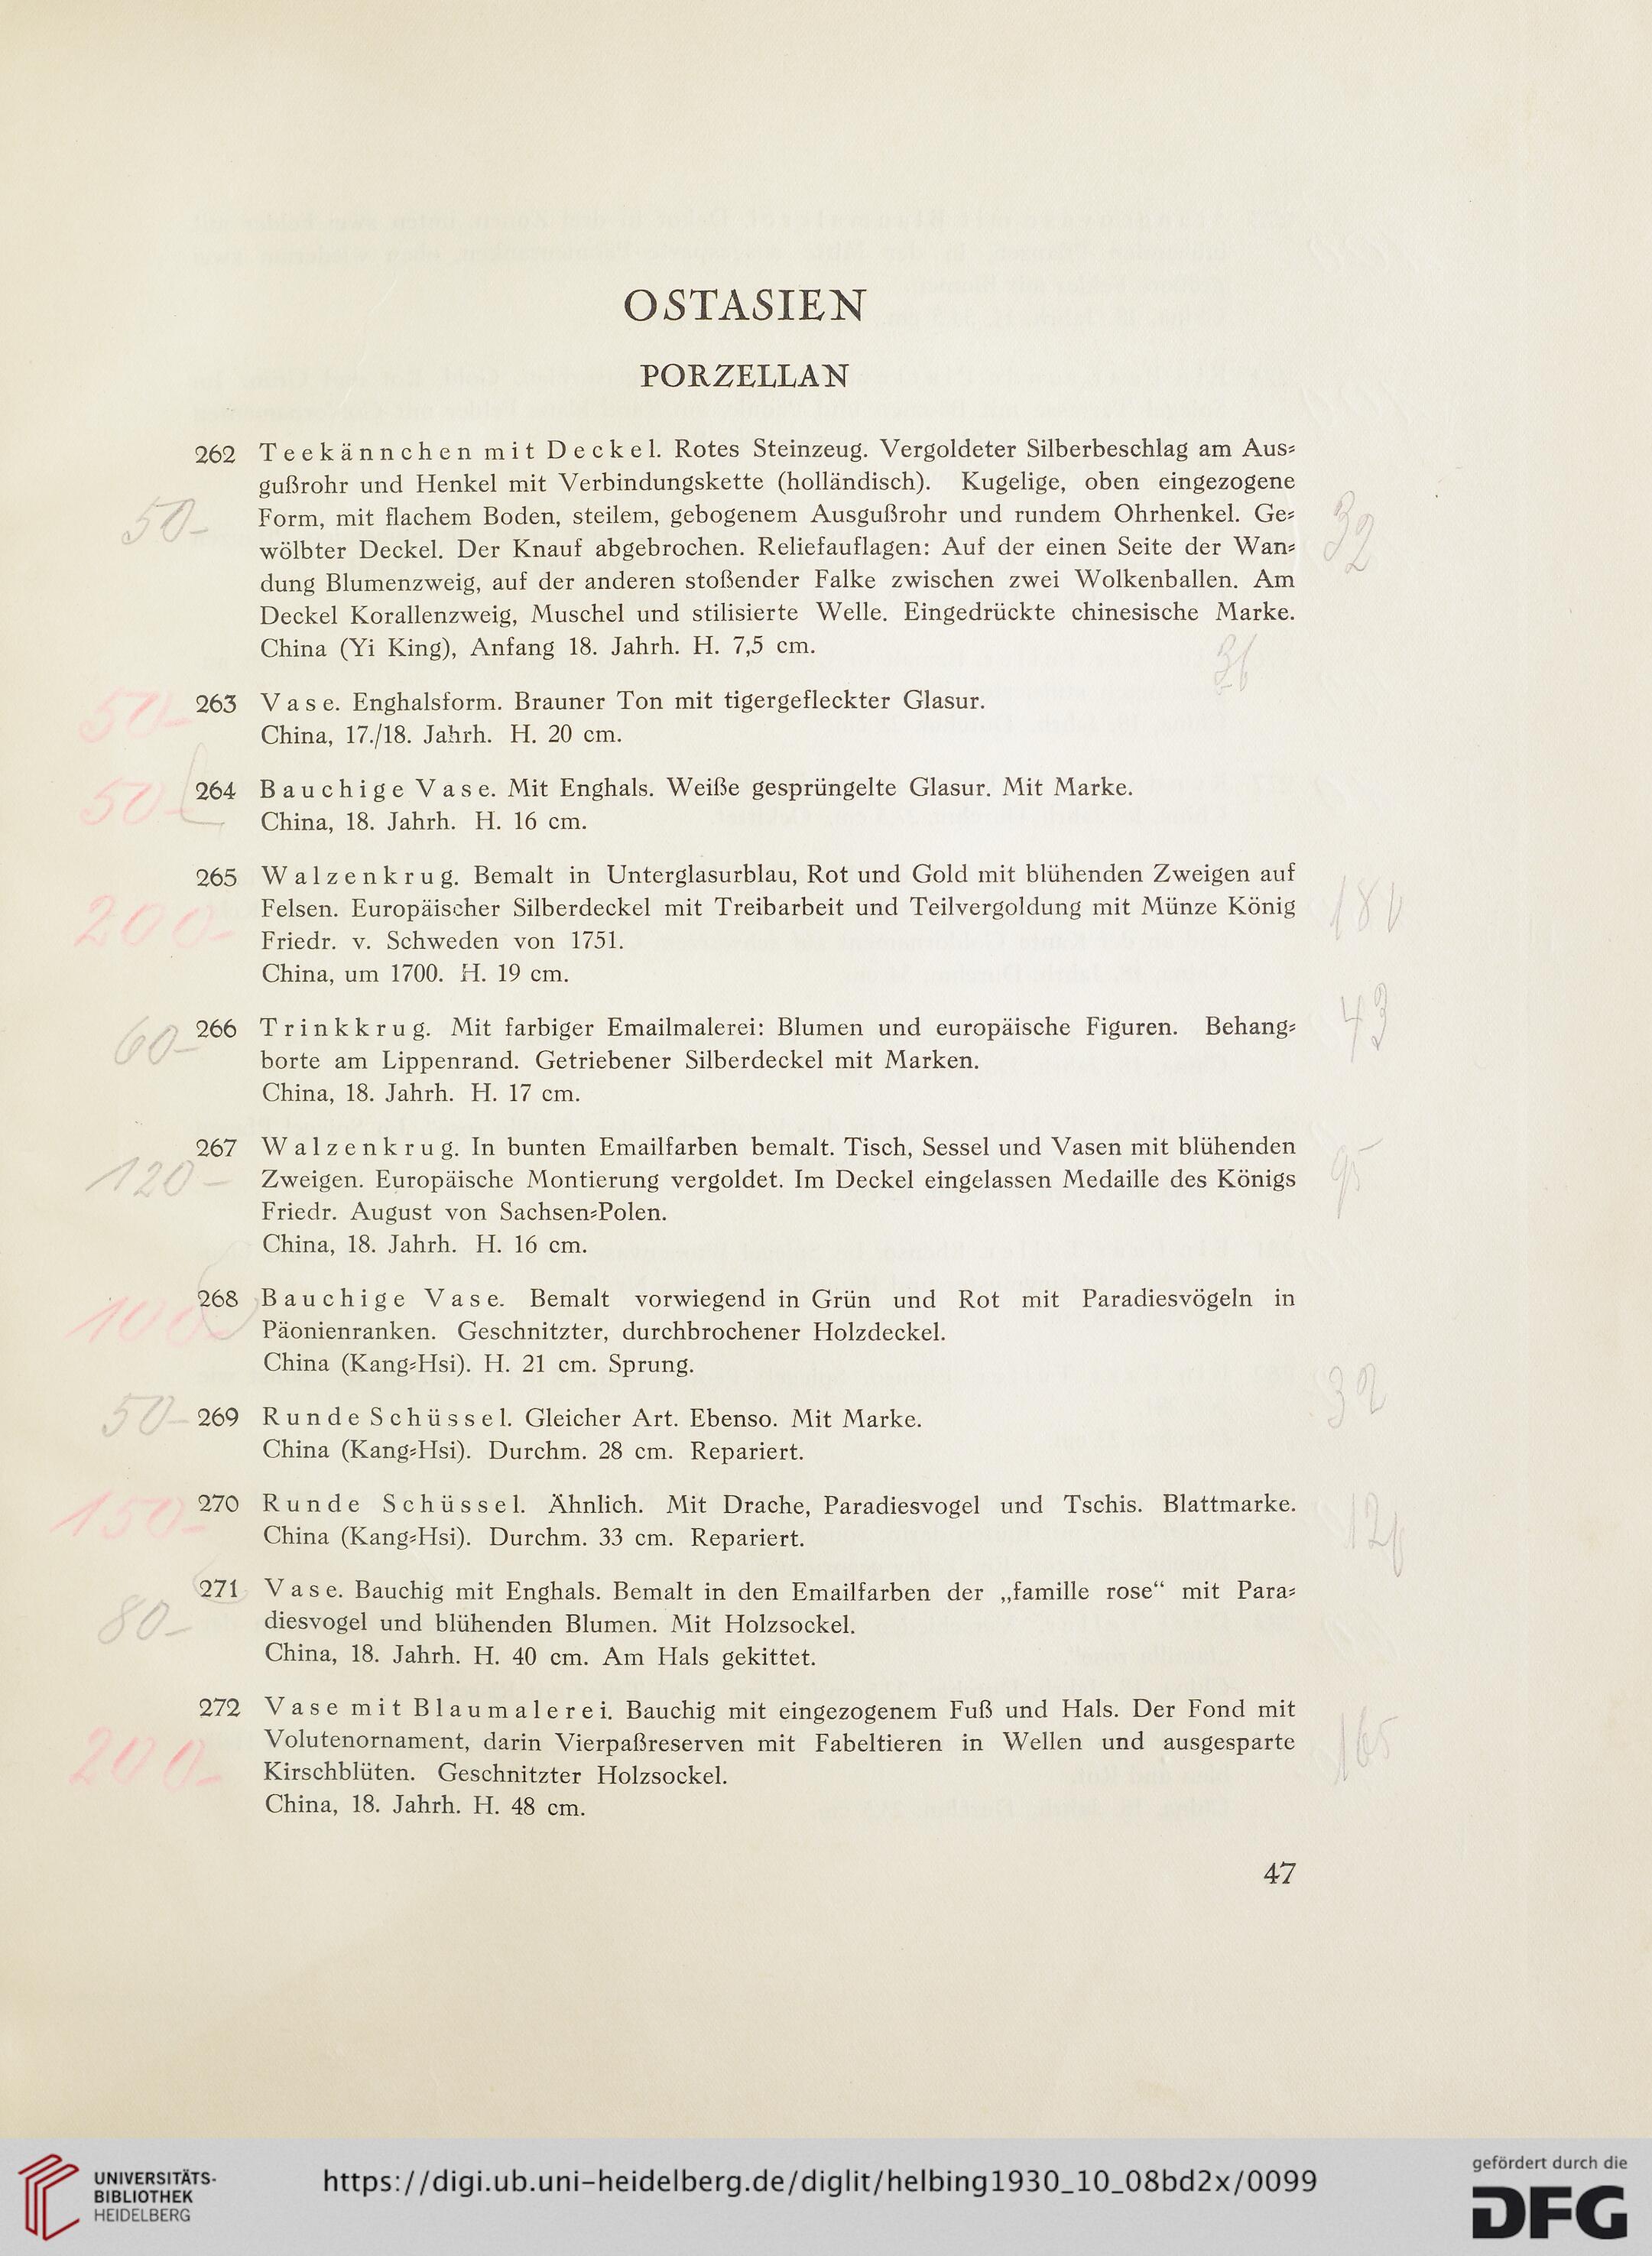 OSTASIEN
PORZELLAN
262 Teekännchen mit Deckel. Rotes Steinzeug. Vergoldeter Silberbeschlag am Aus⸗
gußrohr und Henkel mit Verbindungskette (holländisch). Kugelige, oben eingezogene
50-
Form, mit flachem Boden, steilem, gebogenem Ausgußrohr und rundem Ohrhenkel. Ge⸗
32
wölbter Deckel. Der Knauf abgebrochen. Reliefauflagen: Auf der einen Seite der Wan⸗
dung Blumenzweig, auf der anderen stoßender Falke zwischen zwei Wolkenballen. Am
Deckel Korallenzweig, Muschel und stilisierte Welle. Eingedrückte chinesische Marke.
China (Yi King), Anfang 18. Jahrh. H. 7,5 cm.
50-
263 Vase. Enghalsform. Brauner Ton mit tigergefleckter Glasur.
China, 17./18. Jahrh. H. 20 cm.
50-
264 Bauchige Vase. Mit Enghals. Weiße gesprüngelte Glasur. Mit Marke.
China, 18. Jahrh. H. 16 cm.
265 Walzenkrug. Bemalt in Unterglasurblau, Rot und Gold mit blühenden Zweigen auf
200-
Felsen. Europäischer Silberdeckel mit Treibarbeit und Teilvergoldung mit Münze König
Friedr. v. Schweden von 1751.
China, um 1700. H. 19 cm.
60-
266 Trinkkrug. Mit farbiger Emailmalerei: Blumen und europäische Figuren. Behang⸗
43
borte am Lippenrand. Getriebener Silberdeckel mit Marken.
China, 18. Jahrh. H. 17 cm.
267 Walzenkrug. In bunten Emailfarben bemalt. Tisch, Sessel und Vasen mit blühenden
120-
95
Zweigen. Europäische Montierung vergoldet. Im Deckel eingelassen Medaille des Königs
Friedr. August von Sachsen⸗Polen.
China, 18. Jahrh. H. 16 cm.
100-
268 Bauchige Vase. Bemalt vorwiegend in Grün und Rot mit Paradiesvögeln in
Päonienranken. Geschnitzter, durchbrochener Holzdeckel.
China (Kang⸗Hsi). H. 21 cm. Sprung.
50-
32
269 Runde Schüssel. Gleicher Art. Ebenso. Mit Marke.
China (Kang⸗Hsi). Durchm. 28 cm. Repariert.
150-
270 Runde Schüssel. Ähnlich. Mit Drache, Paradiesvogel und Tschis. Blattmarke.
China (Kang⸗Hsi). Durchm. 33 cm. Repariert.
271 Vase. Bauchig mit Enghals. Bemalt in den Emailfarben der „famille rose“ mit Para⸗
80-
diesvogel und blühenden Blumen. Mit Holzsockel.
China, 18. Jahrh. H. 40 cm. Am Hals gekittet.
272 Vase mit Blaumalerei. Bauchig mit eingezogenem Fuß und Hals. Der Fond mit
200-
165
Volutenornament, darin Vierpaßreserven mit Fabeltieren in Wellen und ausgesparte
Kirschblüten. Geschnitzter Holzsockel.
China, 18. Jahrh. H. 48 cm.
47
UNIVERSITÄTS-
BIBLIOTHEK
HEIDELBERG
https://digi.ub.uni-heidelberg.de/diglit/helbing1930_10_08bd2x/0099
gefördert durch die
DFG